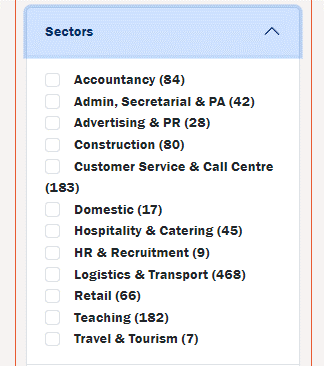 Sectors
Accountancy (84)
Admin, Secretarial & PA (42)
Advertising & PR (28)
Construction (80)
Customer Service & Call Centre
(183)
Domestic (17)
Hospitality & Catering (45)
HR & Recruitment (9)
Logistics & Transport (468)
Retail (66)
Teaching (182)
Travel & Tourism (7)